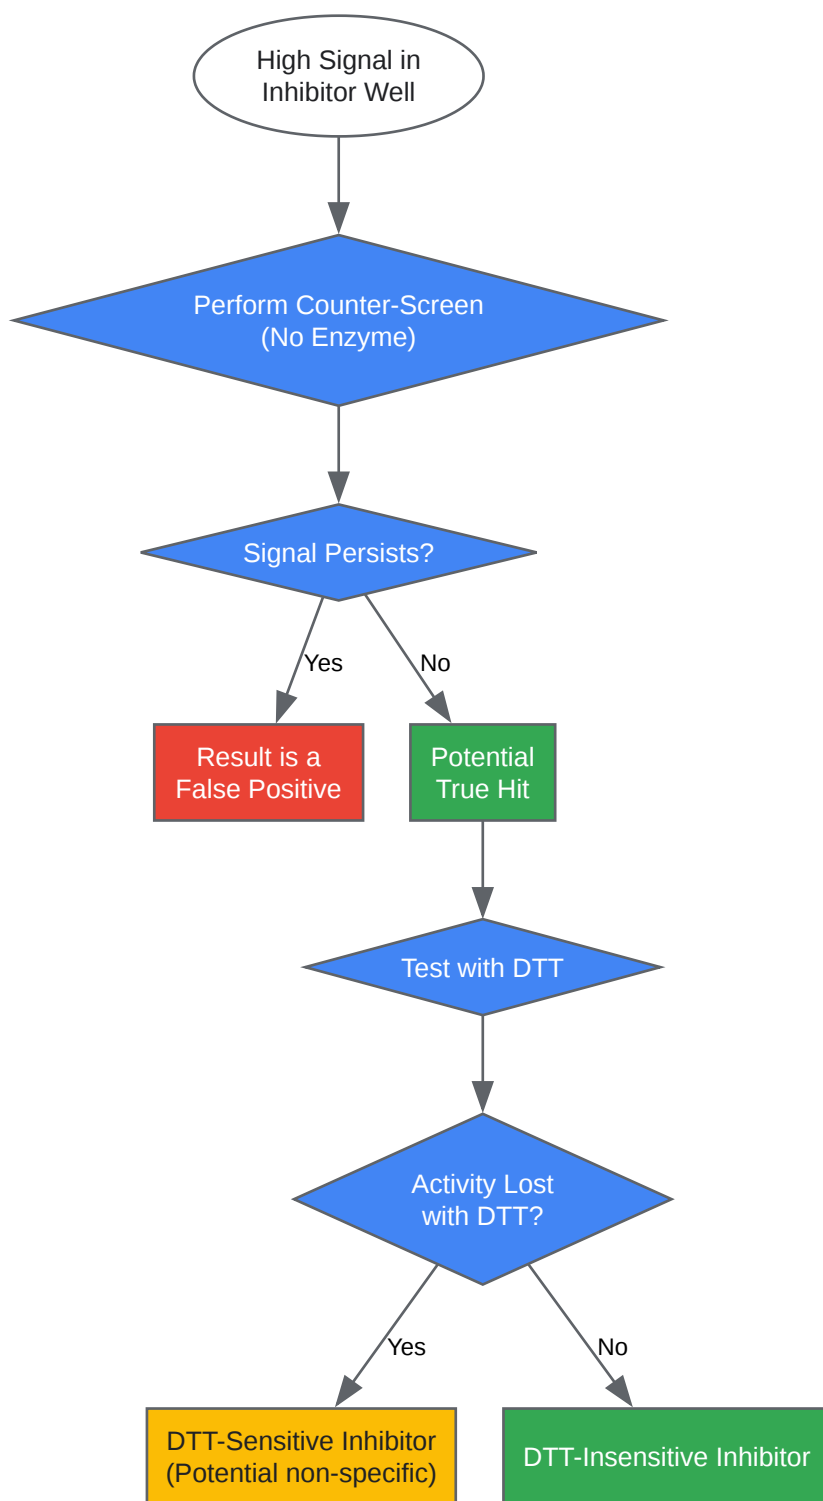 High Signal in
Inhibitor Well
Perform Counter-Screen
(No Enzyme)
Signal Persists?
Yes
No
Result is a
False Positive
Potential
True Hit
Test with DTT
Activity Lost
with DTT?
Yes
No
DTT-Sensitive Inhibitor
(Potential non-specific)
DTT-Insensitive Inhibitor